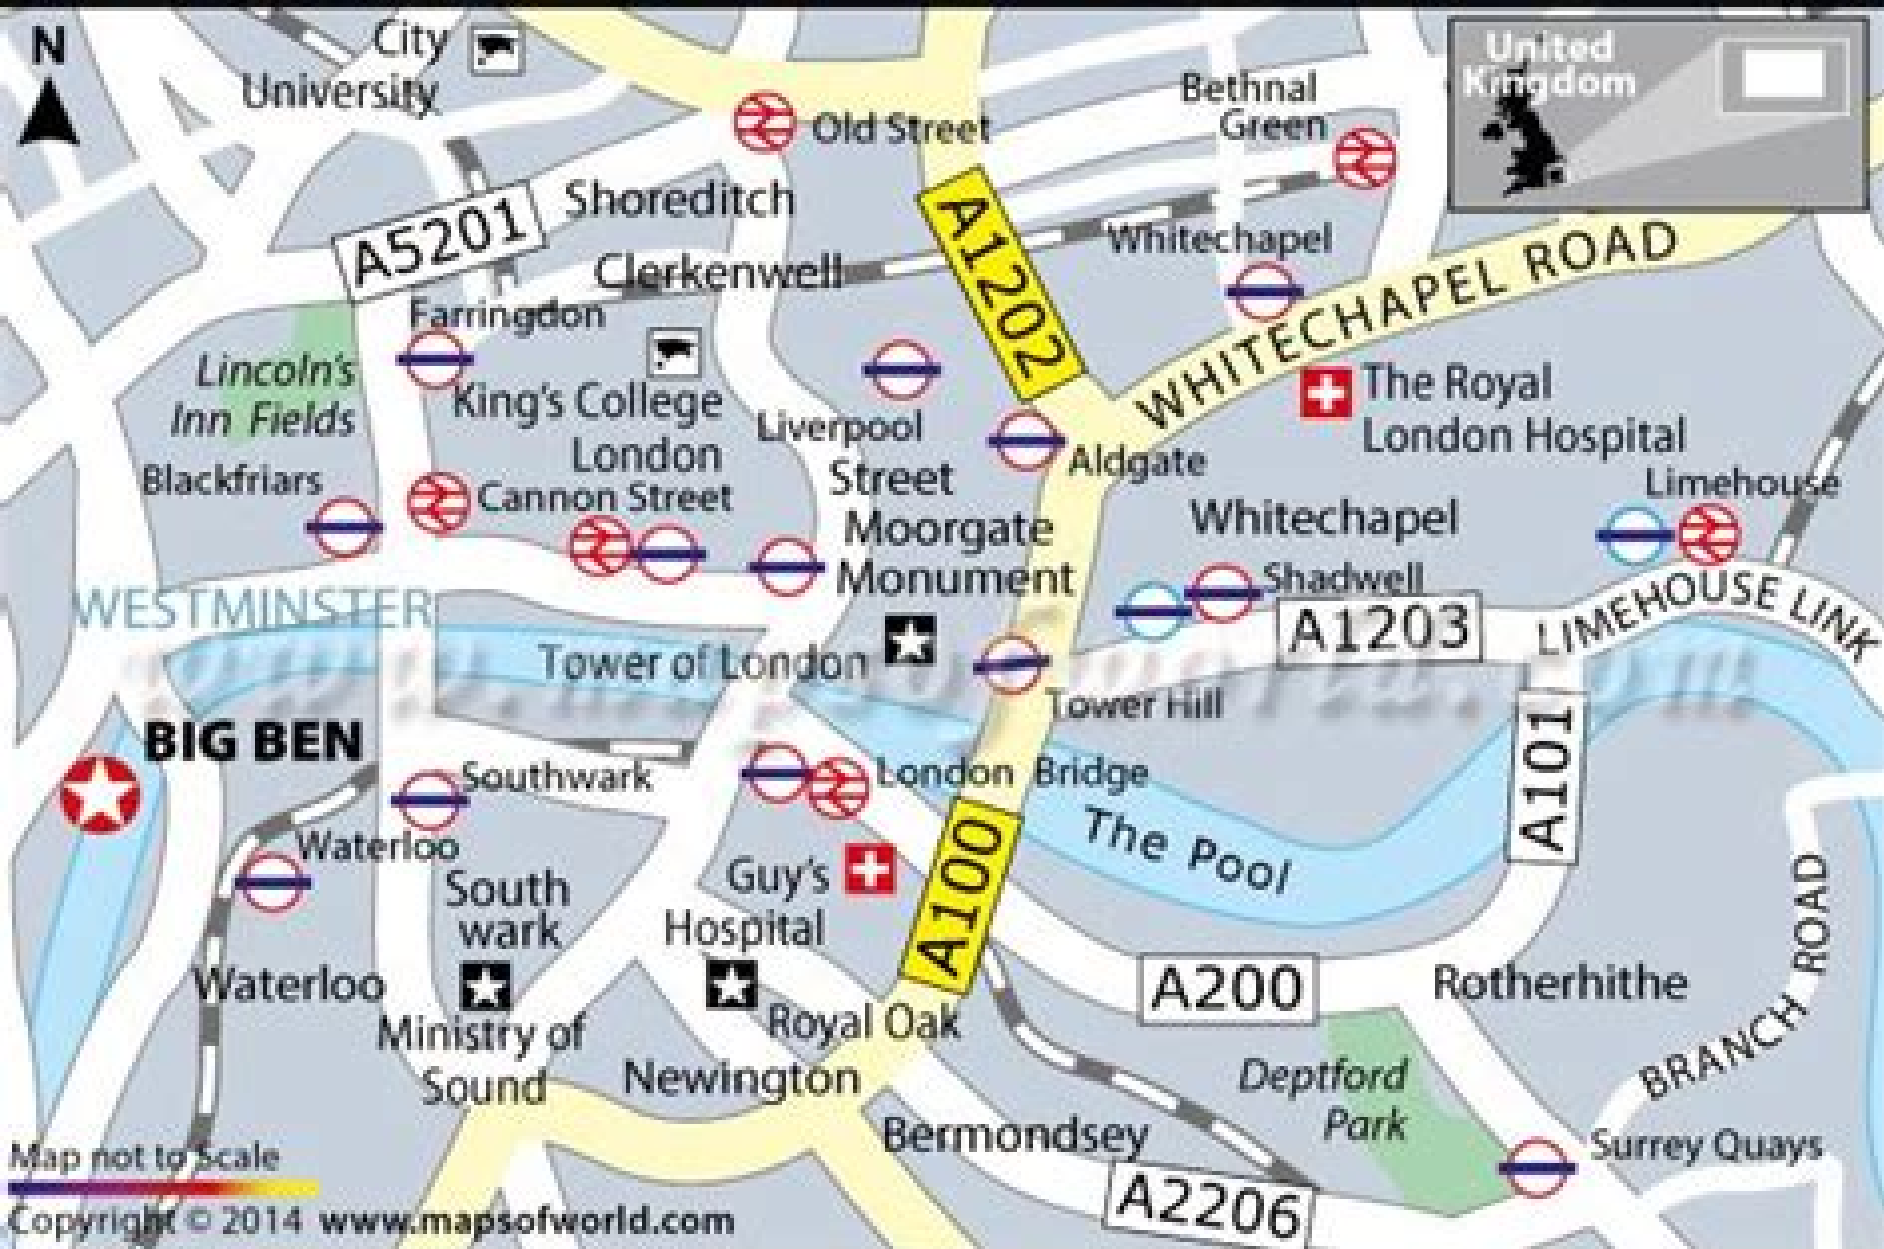 N
City
University
United
Kingdom
Bethnal
Green
Old Street
Shoreditch
A5201
A1202
Whitechapel
WHITECHAPEL ROAD
Clerkenwell
Farringdon
Lincoln's
Inn Fields
King's College
London
Liverpool
Street
Aldgate
The Royal
London Hospital
Blackfriars
Cannon Street
Moorgate
Monument
Whitechapel
Limehouse
Shadwell
A1203
LIMEHOUSE LINK
WESTMINSTER
Tower of London
Tower Hill
A101
BIG BEN
Southwark
London Bridge
The Pool
Waterloo
South
wark
Guy's
Hospital
A100
BRANCH ROAD
Waterloo
A200
Rotherhithe
Ministry of
Sound
Royal Oak
Newington
Deptford
Park
Bermondsey
Surrey Quays
A2206
Map not to Scale
Copyright © 2014 www.mapsofworld.com